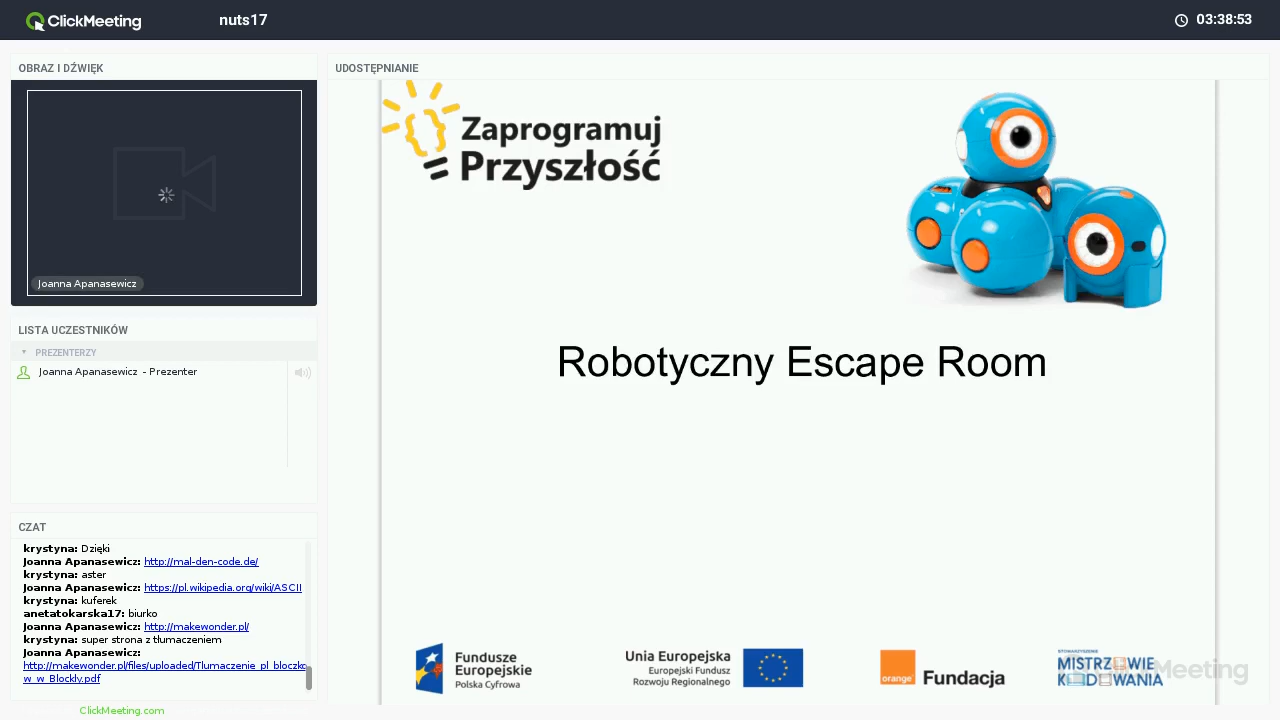 ClickMeeting
nuts17
03:38:53
OBRAZ I DŹWIĘK
Joanna Apanasewicz
LISTA UCZESTNIKÓW
PREZENTERZY
Joanna Apanasewicz - Prezenter
CZAT
krystyna: Dzięki
Joanna Apanasewicz: http://mal-den-code.de/
krystyna: aster
Joanna Apanasewicz: https://pl.wikipedia.org/wiki/ASCII
krystyna: kuferek
anetatokarska17: biurko
Joanna Apanasewicz: http://makewonder.pl/
krystyna: super strona z tłumaczeniem
Joanna Apanasewicz:
http://makewonder.pl/files/uploaded/Tlumaczenie_pl_bloczko
w_w_Blockly.pdf
ClickMeeting.com
UDOSTĘPNIANIE
Zaprogramuj
Przyszłość
Robotyczny Escape Room
Fundusze
Europejskie
Polska Cyfrowa
Unia Europejska
Europejski Fundusz
Rozwoju Regionalnego
orange
Fundacja
STOWARZYSZENIE
MISTRZOWIE
KODOWANIA
Meeting